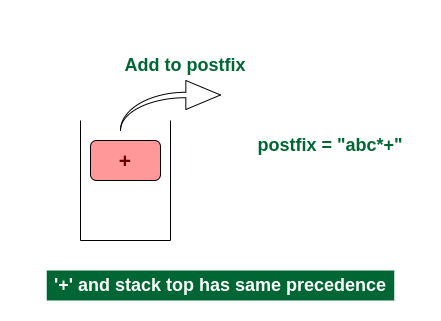 Add to postfix
+
postfix = "abc*+"
'+' and stack top has same precedence